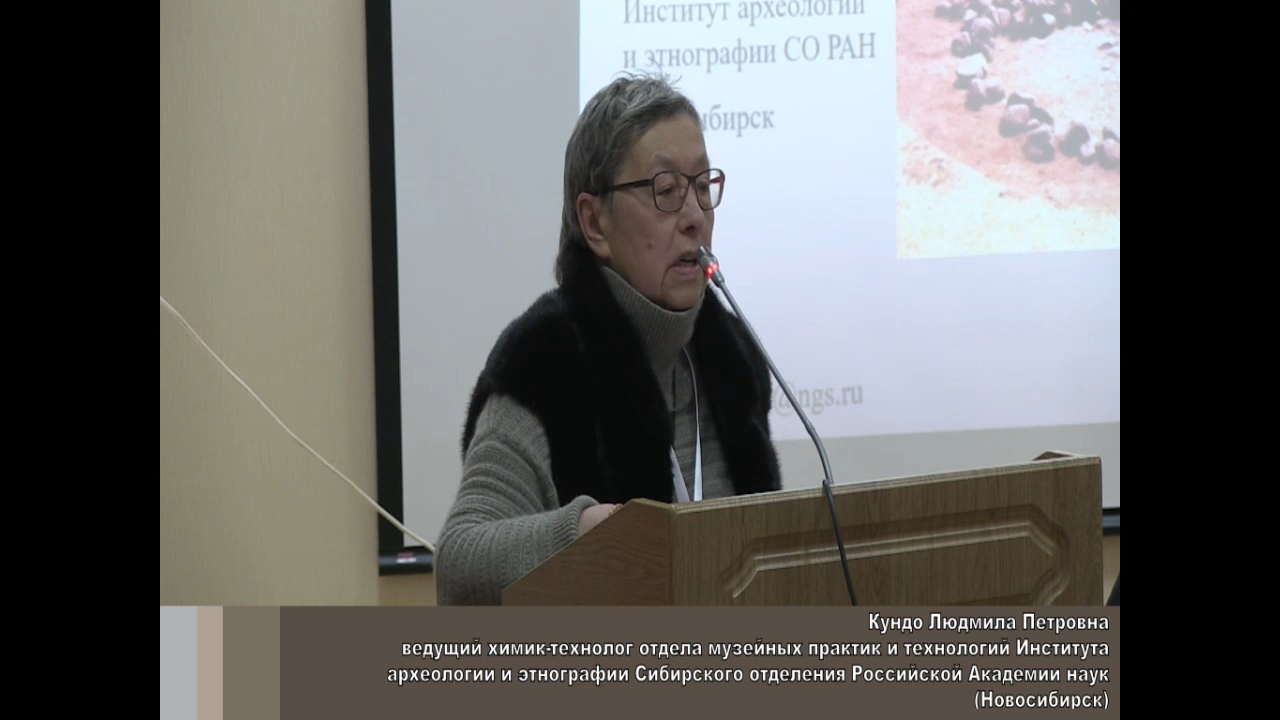 Институт археологии
и этнографии СО РАН
@ngs.ru
Кундо Людмила Петровна
ведущий химик-технолог отдела музейных практик и технологий Института
археологии и этнографии Сибирского отделения Российской Академии наук
(Новосибирск)